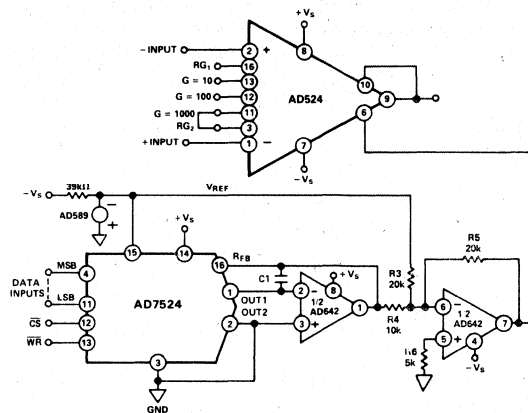 +Vs
8
− INPUT
2
+
RG1
16
10
G = 10
13
G = 100
12
AD524
9
G = 1000
11
6
RG2
3
+INPUT
1
−
7
−Vs
−Vs
39kΩ
VREF
AD589
−
+
+Vs
R5
20k
15
14
RFB
16
C1
+Vs
R3
20k
MSB
4
8
DATA
INPUTS
AD7524
1
OUT1
2
−
1/2
AD642
1
R4
10k
6
−
1 2
AD642
7
LSB
11
OUT2
2
3
+
5
+
CS
12
4
WR
13
5k
−Vs
3
GND